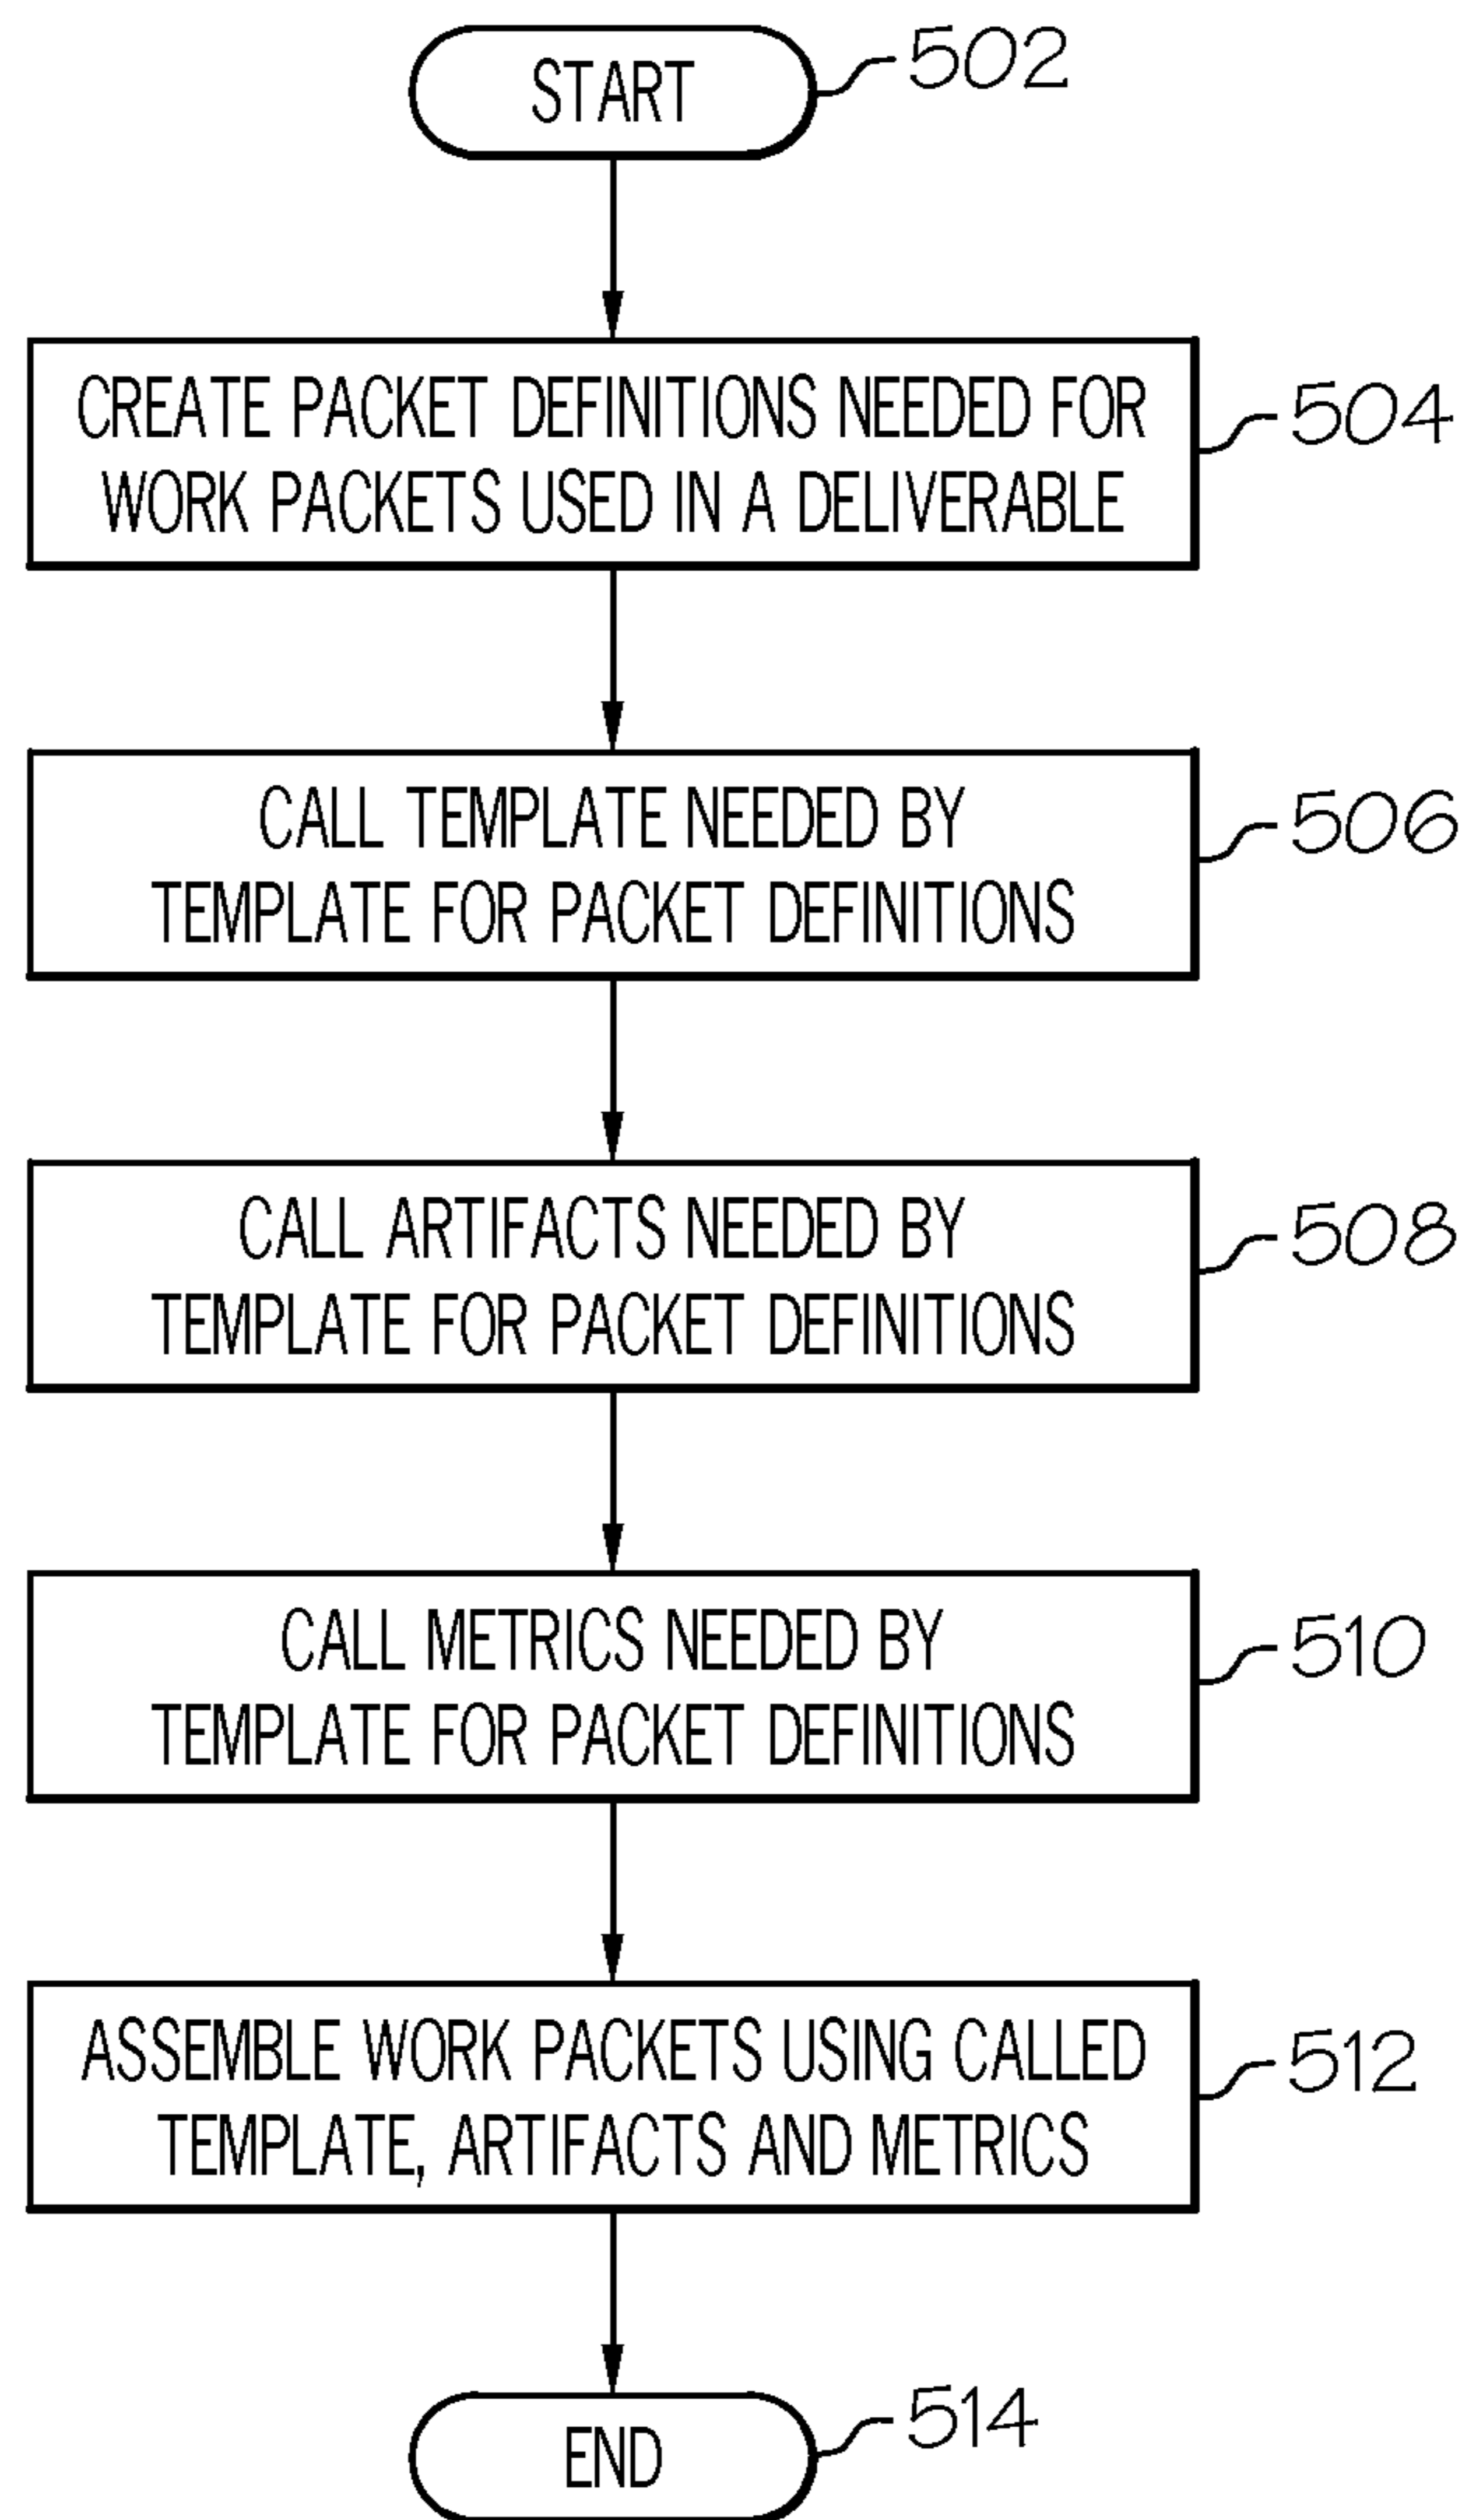 START
502
CREATE PACKET DEFINITIONS NEEDED FOR
WORK PACKETS USED IN A DELIVERABLE
504
CALL TEMPLATE NEEDED BY
TEMPLATE FOR PACKET DEFINITIONS
506
CALL ARTIFACTS NEEDED BY
TEMPLATE FOR PACKET DEFINITIONS
508
CALL METRICS NEEDED BY
TEMPLATE FOR PACKET DEFINITIONS
510
ASSEMBLE WORK PACKETS USING CALLED
TEMPLATE, ARTIFACTS AND METRICS
512
END
514